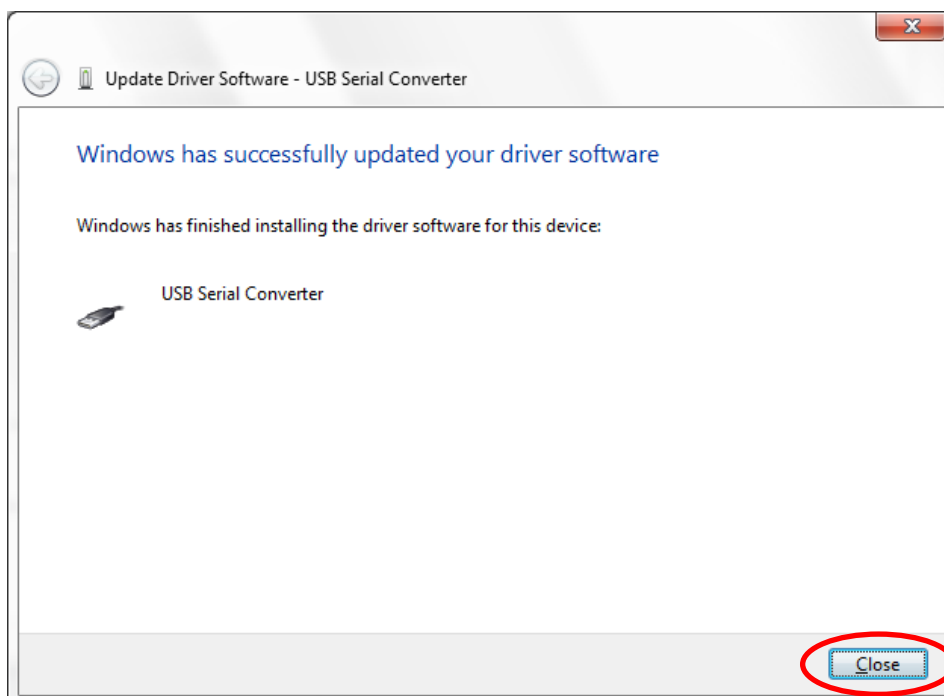 Update Driver Software - USB Serial Converter
Windows has successfully updated your driver software
Windows has finished installing the driver software for this device:
USB Serial Converter
Close